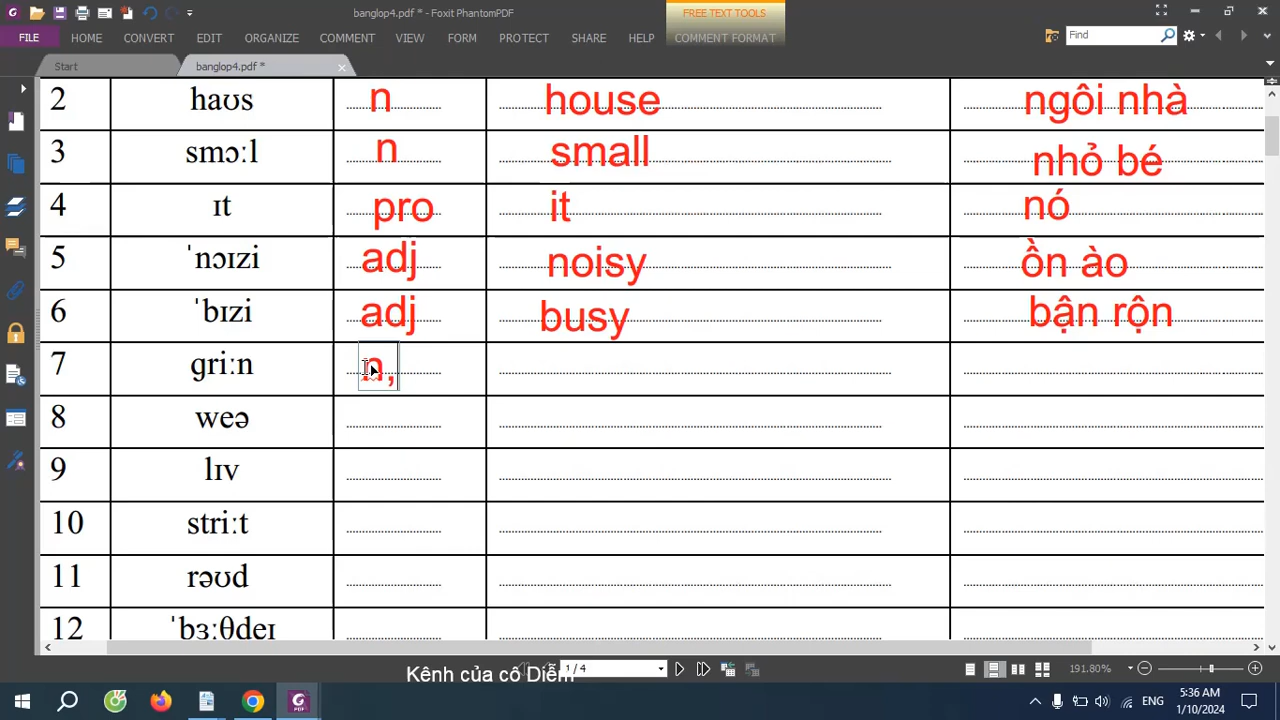 banglop4.pdf * - Foxit PhantomPDF
FREE TEXT TOOLS
FILE HOME CONVERT EDIT ORGANIZE COMMENT VIEW FORM PROTECT SHARE HELP COMMENT FORMAT Find
Start banglop4.pdf *
2 haʊs n house ngôi nhà
3 smɔːl n small nhỏ bé
4 ɪt pro it nó
5 ˈnɔɪzi adj noisy ồn ào
6 ˈbɪzi adj busy bận rộn
7 ɡriːn n,
8 weə
9 lɪv
10 striːt
11 rəʊd
12 ˈbɜːθdeɪ
Kênh của cô Diễm
1 / 4
191.80%
ENG
5:36 AM
1/10/2024